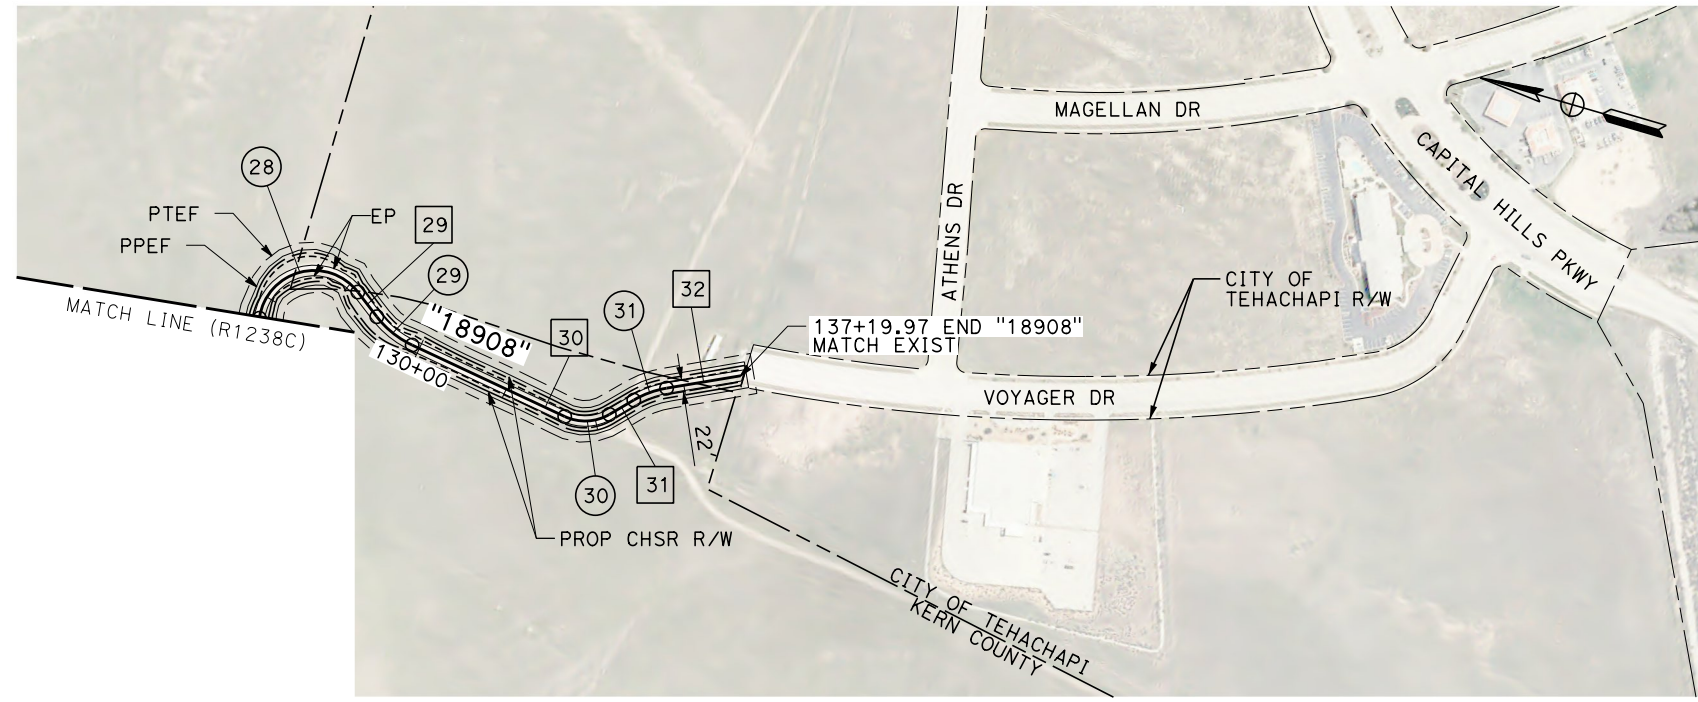 MAGELLAN DR
CAPITAL HILLS PKWY
28
PTEF
EP
29
PPEF
ATHENS DR
29
32
CITY OF
TEHACHAPI R/W
MATCH LINE (R1238C)
"18908"
31
30
137+19.97 END "18908"
MATCH EXIST
130+00
VOYAGER DR
22'
30
31
PROP CHSR R/W
CITY OF TEHACHAPI
KERN COUNTY